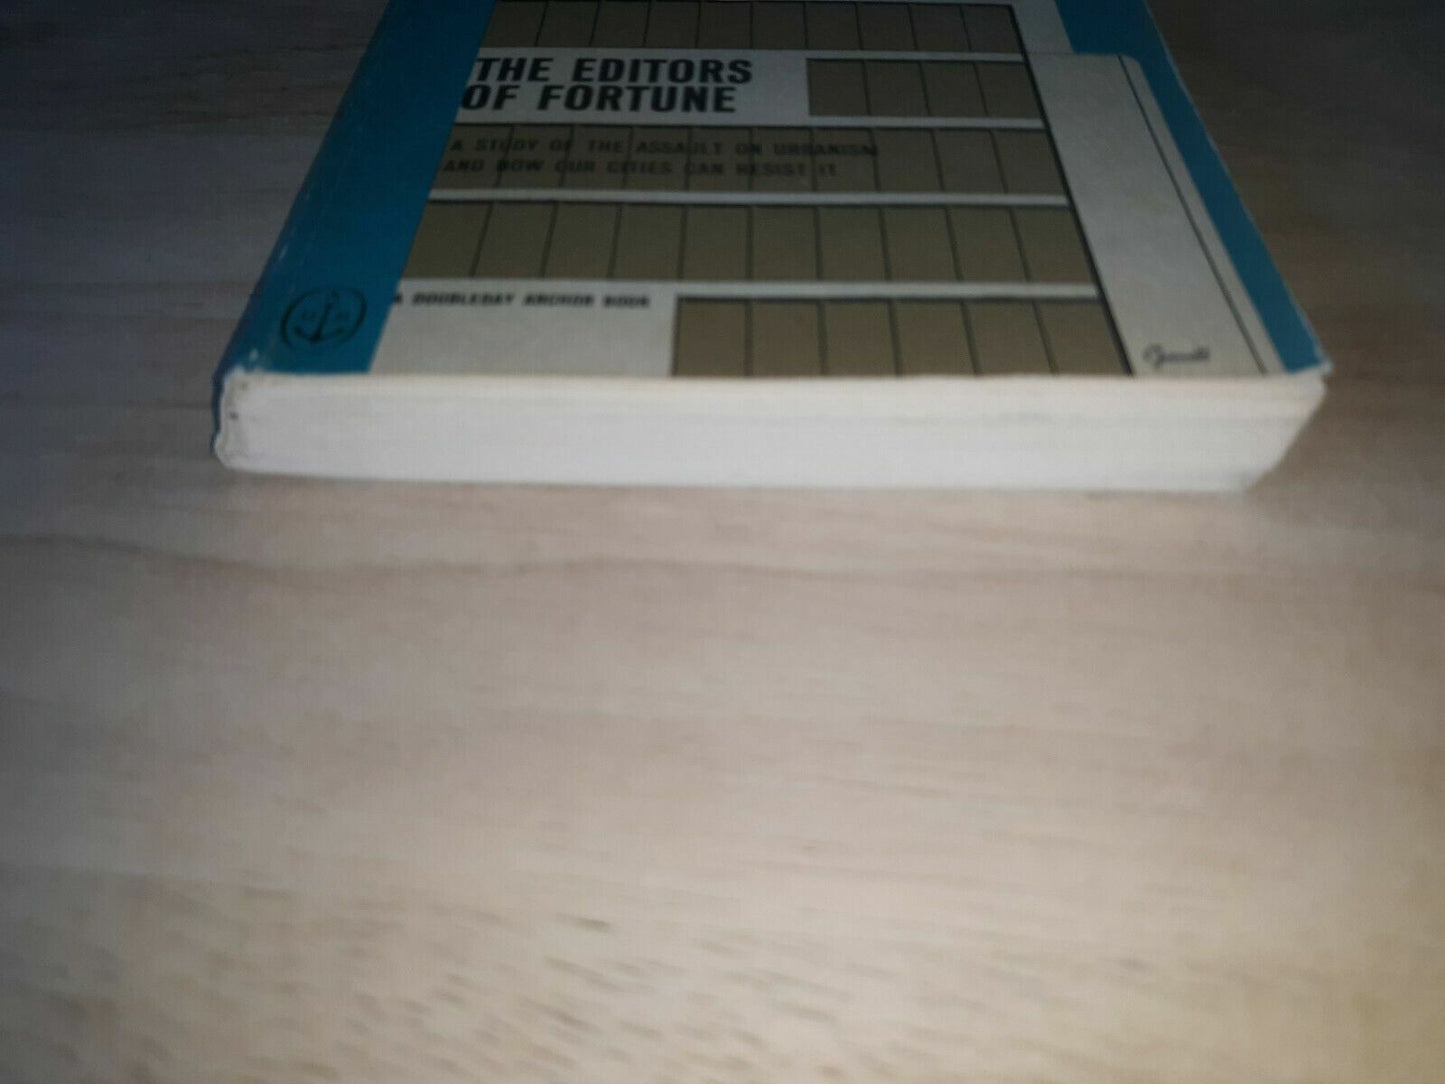 THE EDITORS
OF FORTUNE
A STUDY OF THE ASSAULT ON URBANISM
AND HOW OUR CITIES CAN RESIST IT
A DOUBLEDAY ANCHOR BOOK